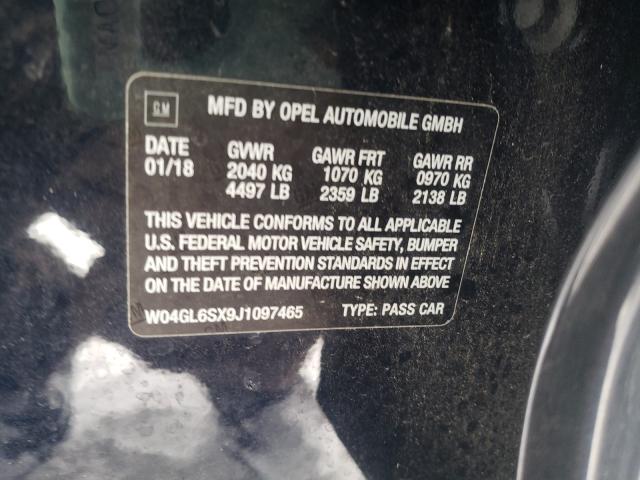 GM MFD BY OPEL AUTOMOBILE GMBH
DATE GVWR GAWR FRT GAWR RR
01/18 2040 KG 1070 KG 0970 KG
4497 LB 2359 LB 2138 LB
THIS VEHICLE CONFORMS TO ALL APPLICABLE
U.S. FEDERAL MOTOR VEHICLE SAFETY, BUMPER
AND THEFT PREVENTION STANDARDS IN EFFECT
ON THE DATE OF MANUFACTURE SHOWN ABOVE
W04GL6SX9J1097465 TYPE: PASS CAR